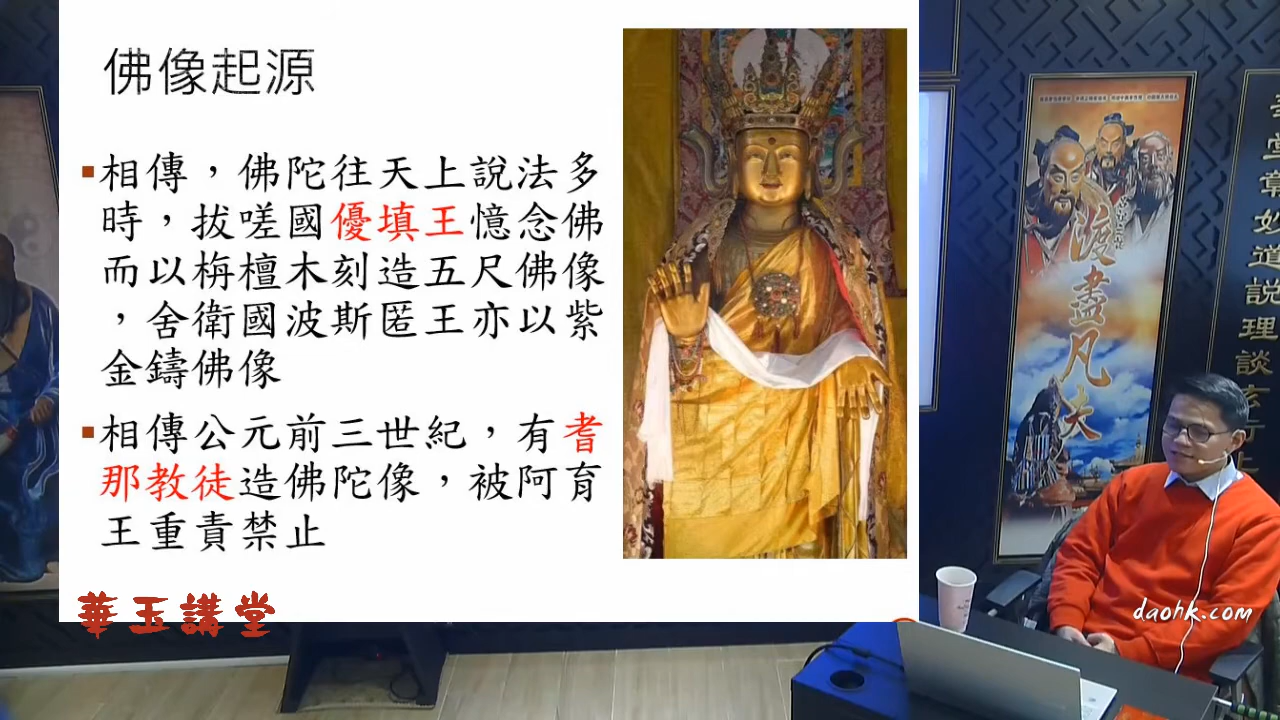 佛像起源
相傳，佛陀往天上說法多
時，拔嗟國優填王憶念佛
而以栴檀木刻造五尺佛像
，舍衛國波斯匿王亦以紫
金鑄佛像
相傳公元前三世紀，有耆
那教徒造佛陀像，被阿育
王重責禁止
華玉講堂
渡盡凡夫
宣章妙道説理談玄
daohk.com